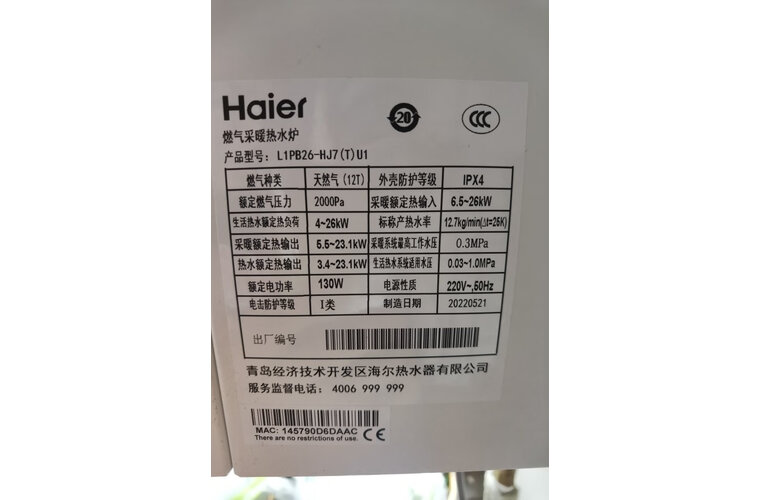 Haier
20
CCC
燃气采暖热水炉
产品型号: L1PB26-HJ7(T)U1
燃气种类 天然气 (12T) 外壳防护等级 IPX4
额定燃气压力 2000Pa 采暖额定热输入 6.5~26kW
生活热水额定热负荷 4~26kW 标称产热水率 12.7kg/min(Δt=25K)
采暖额定热输出 5.5~23.1kW 采暖系统最高工作水压 0.3MPa
热水额定热输出 3.4~23.1kW 生活热水系统适用水压 0.03~1.0MPa
额定电功率 130W 电源性质 220V~,50Hz
电击防护等级 I类 制造日期 20220521
出厂编号
青岛经济技术开发区海尔热水器有限公司
服务监督电话: 4006 999 999
MAC: 145790D6DAAC
There are no restrictions of use. CE